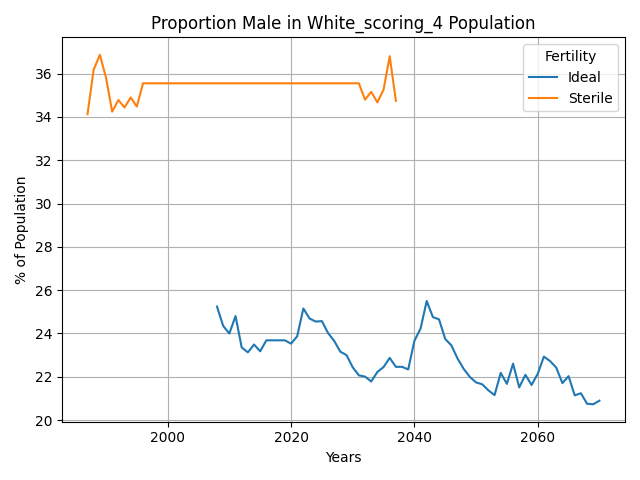 Proportion Male in White_scoring_4 Population
Fertility
Ideal
Sterile
36
34
32
30
28
26
24
22
20
% of Population
2000
2020
2040
2060
Years